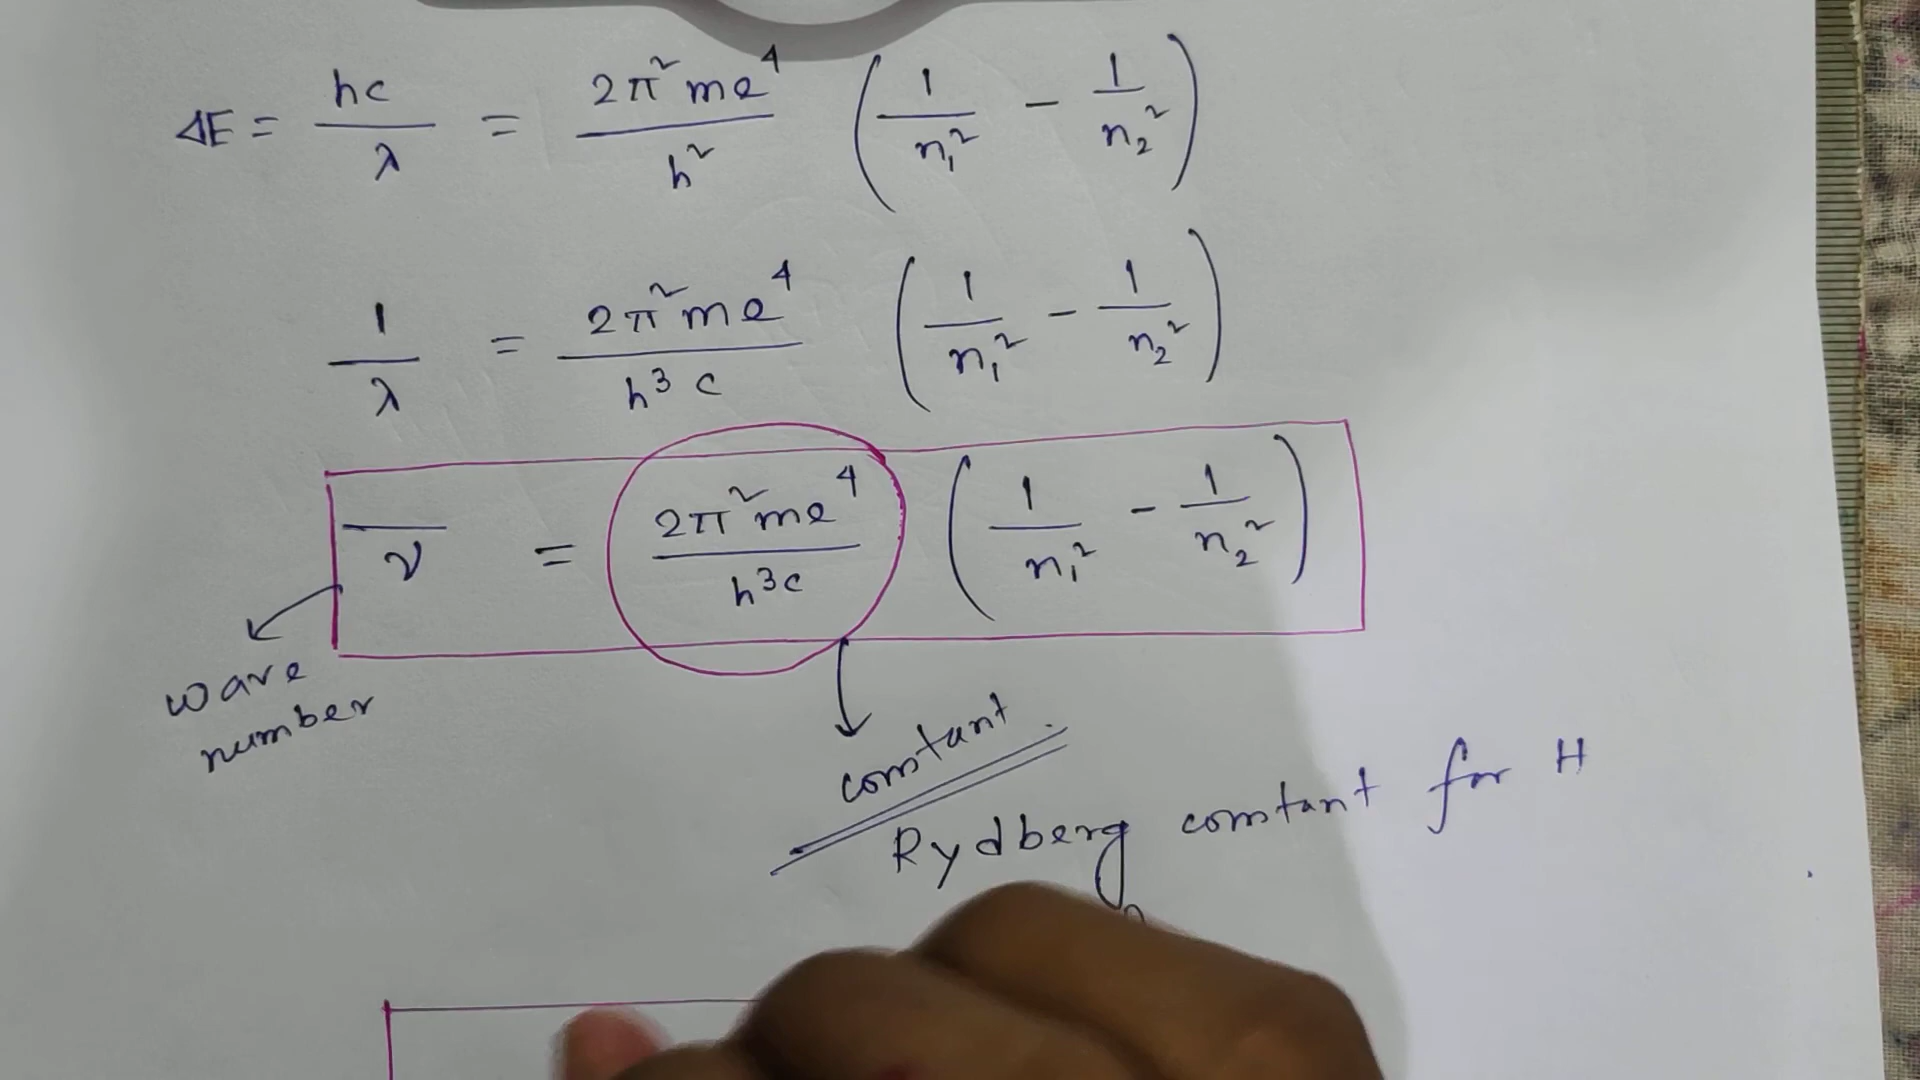 ΔE = hc/λ = 2π²me⁴/h² (1/n₁² - 1/n₂²)
1/λ = 2π²me⁴/h³c (1/n₁² - 1/n₂²)
ν̅ = 2π²me⁴/h³c (1/n₁² - 1/n₂²)
wave
number
constant.
Rydberg constant for H